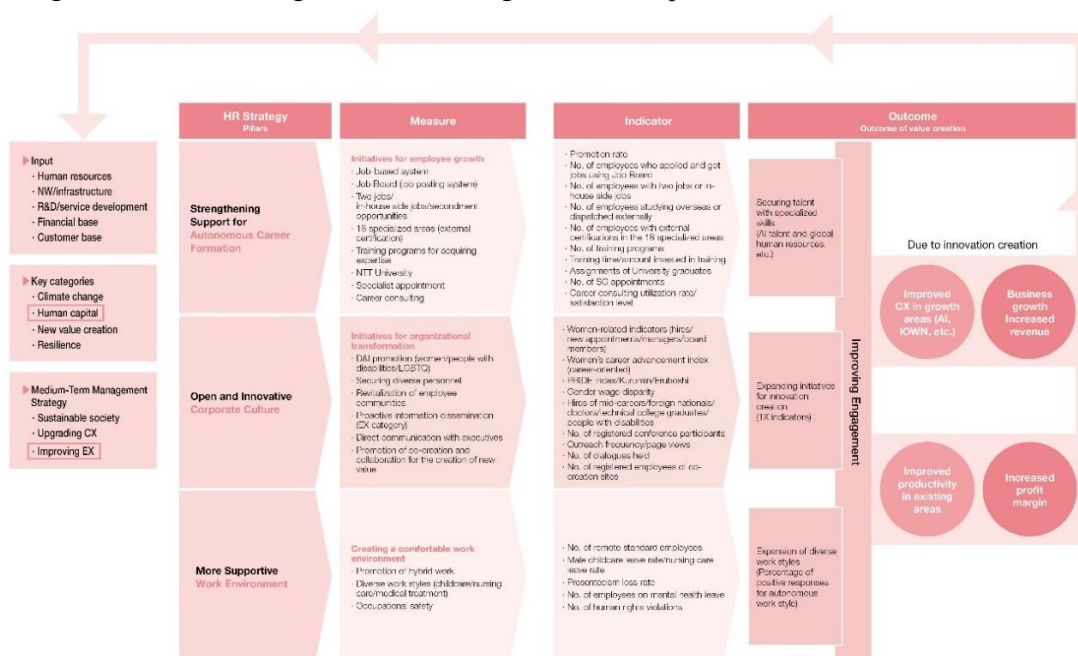 Input
· Human resources
· NW/infrastructure
· R&D/service development
· Financial base
· Customer base
Key categories
· Climate change
· Human capital
· New value creation
· Resilience
Medium-Term Management
Strategy
· Sustainable society
· Upgrading CX
· Improving EX
HR Strategy
Pillars
Measure
Indicator
Outcome
Outcome of value creation
Strengthening
Support for
Autonomous Career
Formation
Initiatives for employee growth
· Job-based system
· Job Board (job posting system)
· Two jobs/
in-house side jobs/secondment
opportunities
· 18 specialized areas (external
certification)
· Training programs for acquiring
expertise
· NTT University
· Specialist appointment
· Career consulting
· Promotion rate
· No. of employees who applied and got
jobs using Job Board
· No. of employees with two jobs or in-
house side jobs
· No. of employees studying overseas or
dispatched externally
· No. of employees with external
certifications in the 18 specialized areas
· No. of training programs
· Training time/amount invested in training
· Assignments of University graduates
· No. of SG appointments
· Career consulting utilization rate/
satisfaction level
Securing talent
with specialized
skills
(AI talent and global
human resources,
etc.)
Open and Innovative
Corporate Culture
Initiatives for organizational
transformation
· D&I promotion (women/people with
disabilities/LGBTQ)
· Securing diverse personnel
· Revitalization of employee
communities
· Proactive information dissemination
(EX category)
· Direct communication with executives
· Promotion of co-creation and
collaboration for the creation of new
value
· Women-related indicators (hires/
new appointments/managers/board
members)
· Women's career advancement index
(career-oriented)
· PRIDE Index/Kurumin/Eruboshi
· Gender wage disparity
· Hires of mid-careers/foreign nationals/
doctors/technical college graduates/
people with disabilities
· No. of registered conference participants
· Outreach frequency/page views
· No. of dialogues held
· No. of registered employees of co-
creation sites
Expanding initiatives
for innovation
creation
indicators)
More Supportive
Work Environment
Creating a comfortable work
environment
· Promotion of hybrid work
· Diverse work styles (childcare/nursing
care/medical treatment)
· Occupational safety
· No. of remote standard employees
· Male childcare leave rate/nursing care
leave rate
· Presenteeism loss rate
· No. of employees on mental health leave
· No. of human rights violations
Expansion of diverse
work styles
(Percentage of
positive responses
for autonomous
work style)
Improving Engagement
Due to innovation creation
Improved
CX in growth
areas (AI,
IOWN, etc.)
Business
growth
Increased
revenue
Improved
productivity
in existing
areas
Increased
profit
margin